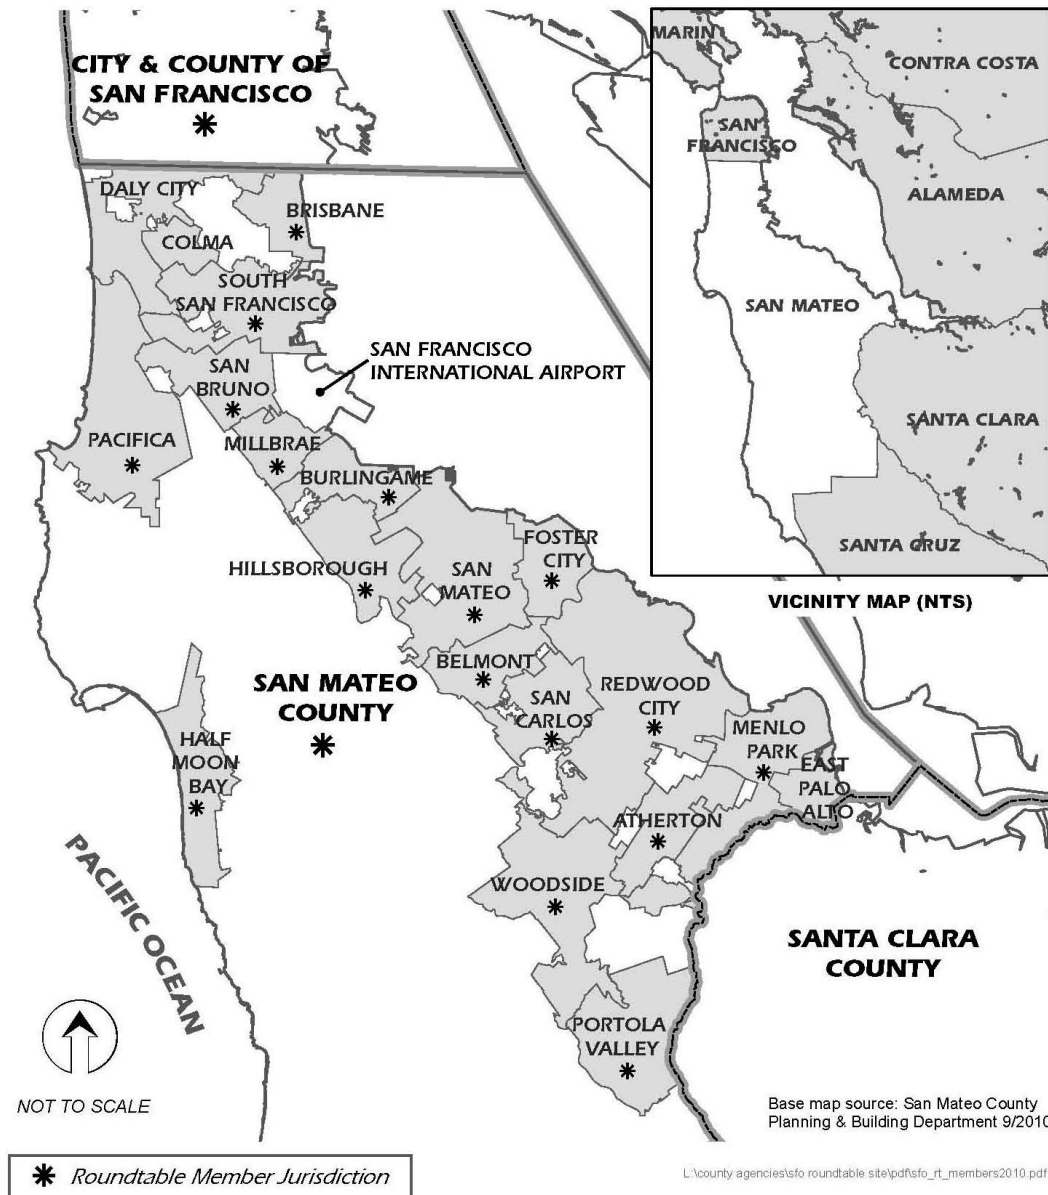 CITY & COUNTY OF
SAN FRANCISCO
MARIN
CONTRA COSTA
SAN
FRANCISCO
ALAMEDA
SAN MATEO
SANTA CLARA
SANTA CRUZ
VICINITY MAP (NTS)
DALY CITY
BRISBANE
COLMA
SOUTH
SAN FRANCISCO
SAN FRANCISCO
INTERNATIONAL AIRPORT
SAN
BRUNO
PACIFICA
MILLBRAE
BURLINGAME
FOSTER
CITY
HILLSBOROUGH
SAN
MATEO
BELMONT
SAN MATEO
COUNTY
SAN
CARLOS
REDWOOD
CITY
MENLO
PARK
HALF
MOON
BAY
EAST
PALO
ALTO
ATHERTON
WOODSIDE
PACIFIC OCEAN
SANTA CLARA
COUNTY
PORTOLA
VALLEY
NOT TO SCALE
Base map source: San Mateo County
Planning & Building Department 9/2010
Roundtable Member Jurisdiction
L:\county agencies\sfo roundtable site\pdf\sfo_rt_members2010.pdf